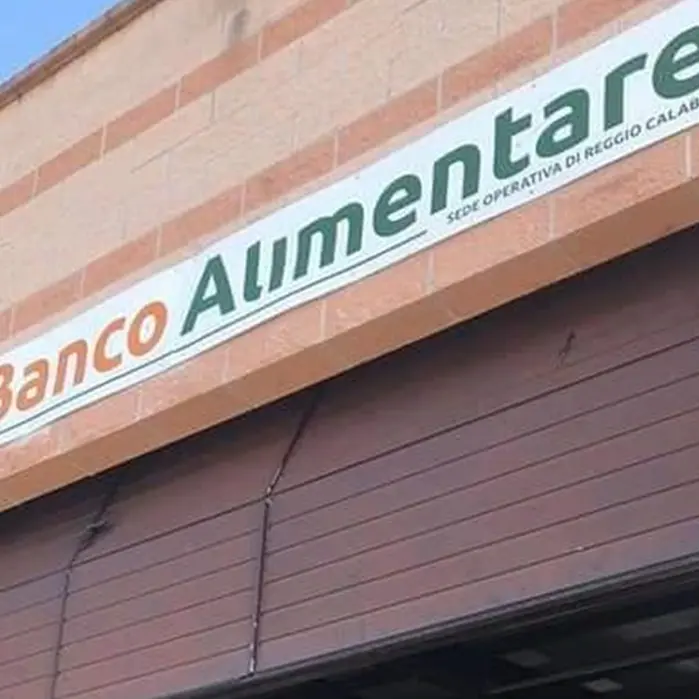 Banco Alimentare
SEDE OPERATIVA DI REGGIO CALAB